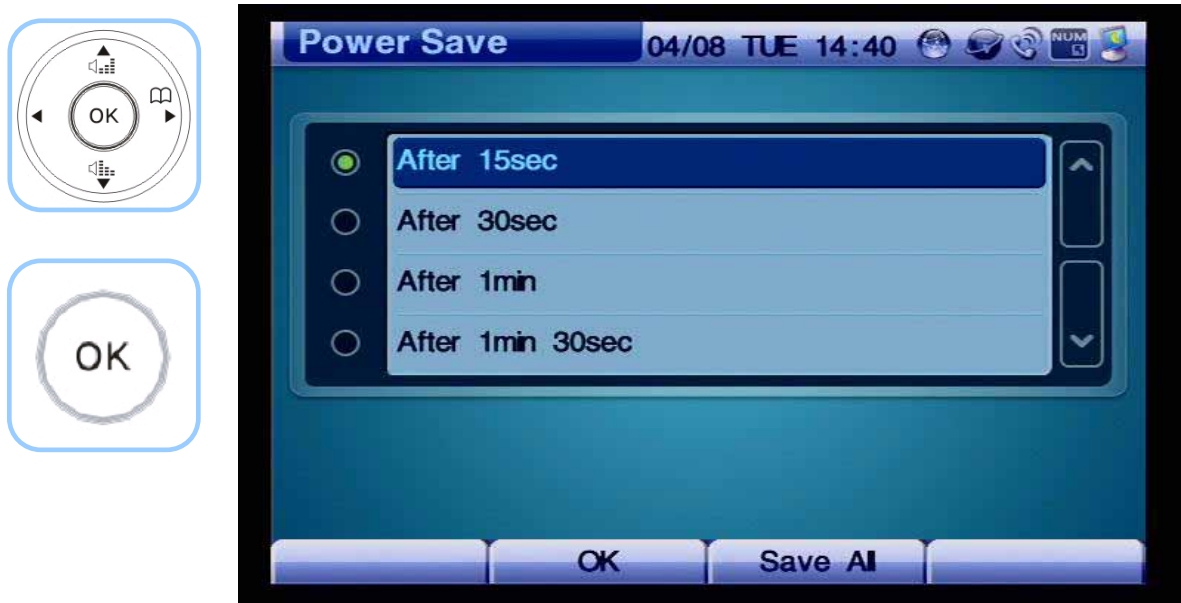 OK
OK
Power Save 04/08 TUE 14:40 NUM
After 15sec
After 30sec
After 1min
After 1min 30sec
OK Save All